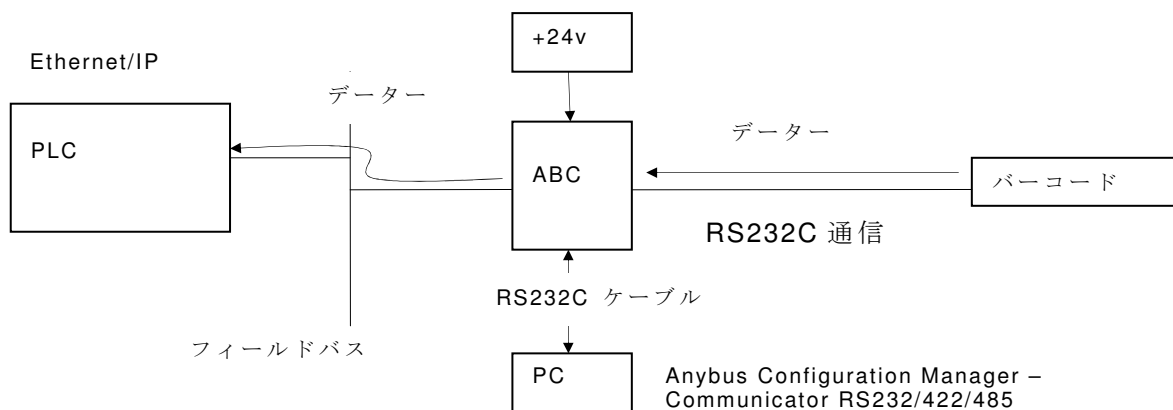 +24v
Ethernet/IP
データー
データー
PLC
ABC
バーコード
RS232C 通信
RS232C ケーブル
フィールドバス
PC
Anybus Configuration Manager –
Communicator RS232/422/485